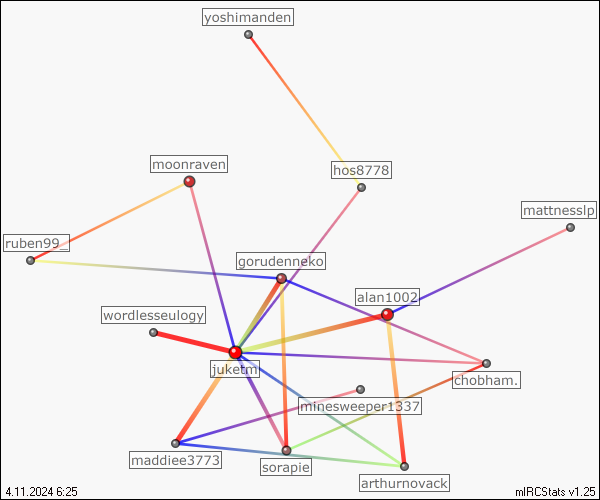 yoshimanden
moonraven
hos8778
mattnesslp
ruben99_
gorudenneko
alan1002
wordlesseulogy
juketm
chobham.
minesweeper1337
maddiee3773
sorapie
arthurnovack
4.11.2024 6:25
mIRCStats v1.25